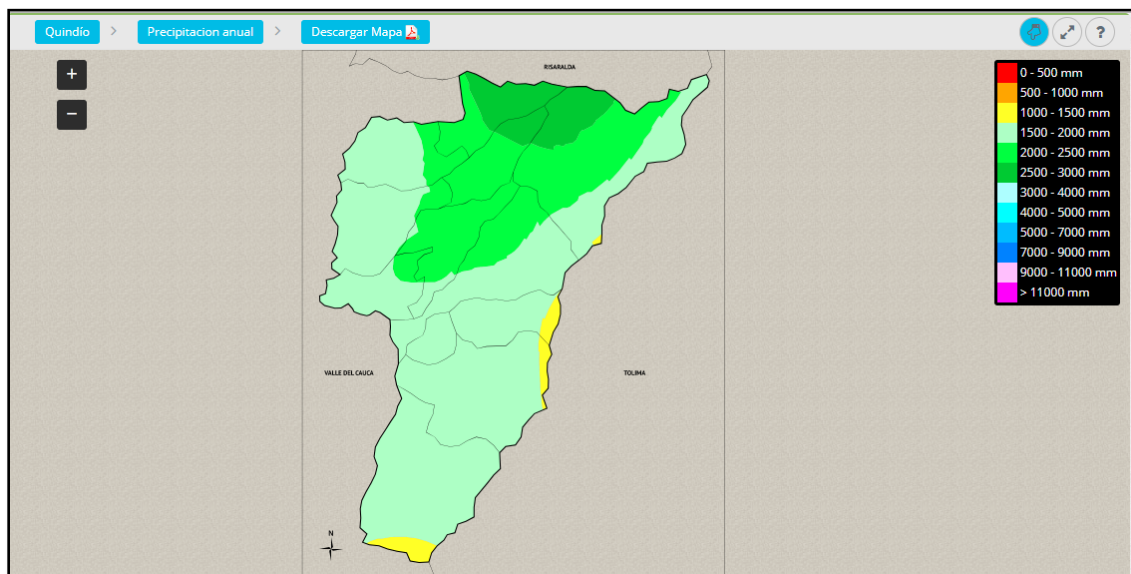 Quindío > Precipitacion anual > Descargar Mapa
?
+
−
RISARALDA
VALLE DEL CAUCA
TOLIMA
N
0 - 500 mm
500 - 1000 mm
1000 - 1500 mm
1500 - 2000 mm
2000 - 2500 mm
2500 - 3000 mm
3000 - 4000 mm
4000 - 5000 mm
5000 - 7000 mm
7000 - 9000 mm
9000 - 11000 mm
> 11000 mm